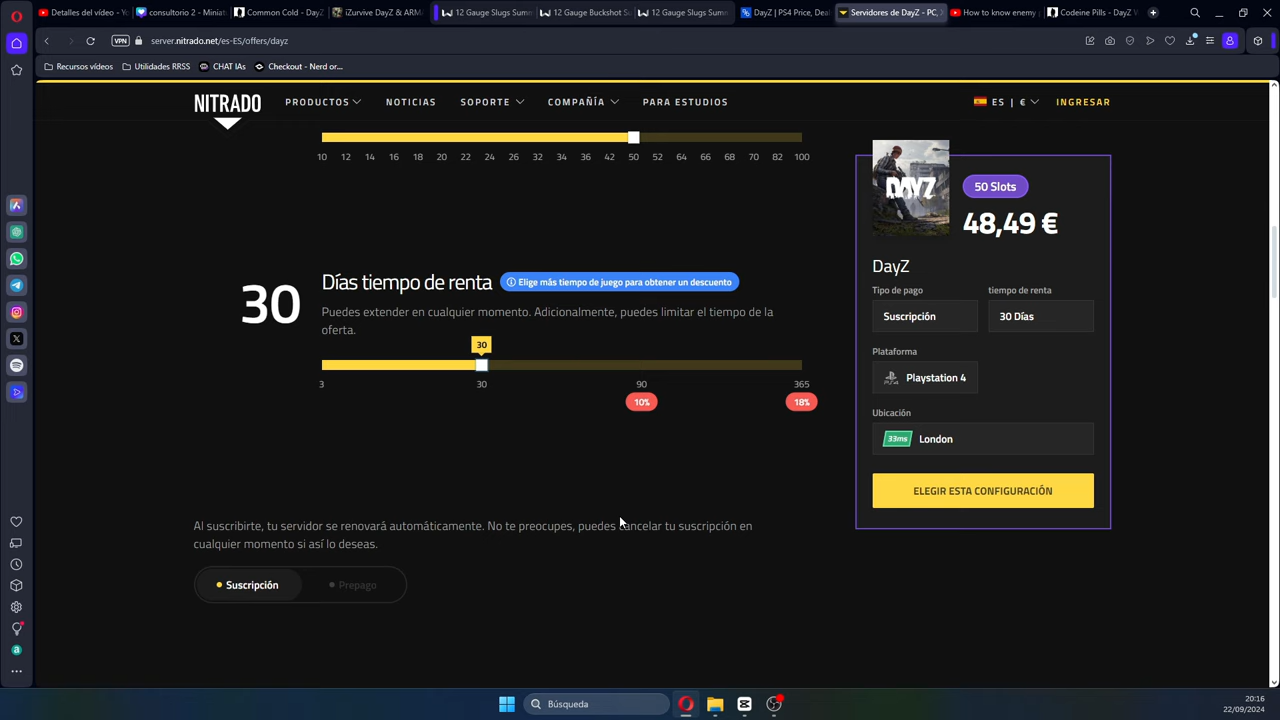 Detalles del vídeo - Yo
consultorio 2 - Miniat
Common Cold - DayZ
iZurvive DayZ & ARM
12 Gauge Slugs Summ
12 Gauge Buckshot Su
12 Gauge Slugs Summ
DayZ | PS4 Price, Dea
Servidores de DayZ - PC, X
How to know enemy
Codeine Pills - DayZ W
VPN
server.nitrado.net/es-ES/offers/dayz
Recursos vídeos
Utilidades RRSS
CHAT IAs
Checkout - Nerd or...
NITRADO
PRODUCTOS
NOTICIAS
SOPORTE
COMPAÑÍA
PARA ESTUDIOS
ES | €
INGRESAR
10 12 14 16 18 20 22 24 26 28 30 32 34 36 42 50 52 64 66 68 70 82 100
DAYZ
50 Slots
48,49 €
30
Días tiempo de renta
Elige más tiempo de juego para obtener un descuento
Puedes extender en cualquier momento. Adicionalmente, puedes limitar el tiempo de la
oferta.
30
3 30 90 365
10% 18%
DayZ
Tipo de pago
tiempo de renta
Suscripción
30 Días
Plataforma
Playstation 4
Ubicación
33ms London
ELEGIR ESTA CONFIGURACIÓN
Al suscribirte, tu servidor se renovará automáticamente. No te preocupes, puedes cancelar tu suscripción en
cualquier momento si así lo deseas.
Suscripción
Prepago
Búsqueda
20:16
22/09/2024